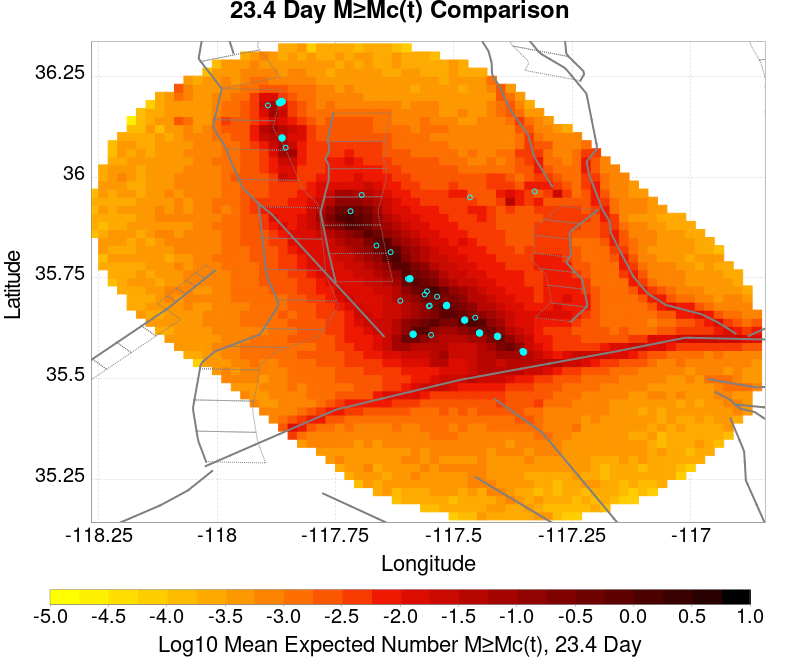 23.4 Day M≥Mc(t) Comparison
36.25
36
35.75
35.5
35.25
Latitude
-118.25 -118 -117.75 -117.5 -117.25 -117
Longitude
-5.0 -4.5 -4.0 -3.5 -3.0 -2.5 -2.0 -1.5 -1.0 -0.5 0.0 0.5 1.0
Log10 Mean Expected Number M≥Mc(t), 23.4 Day